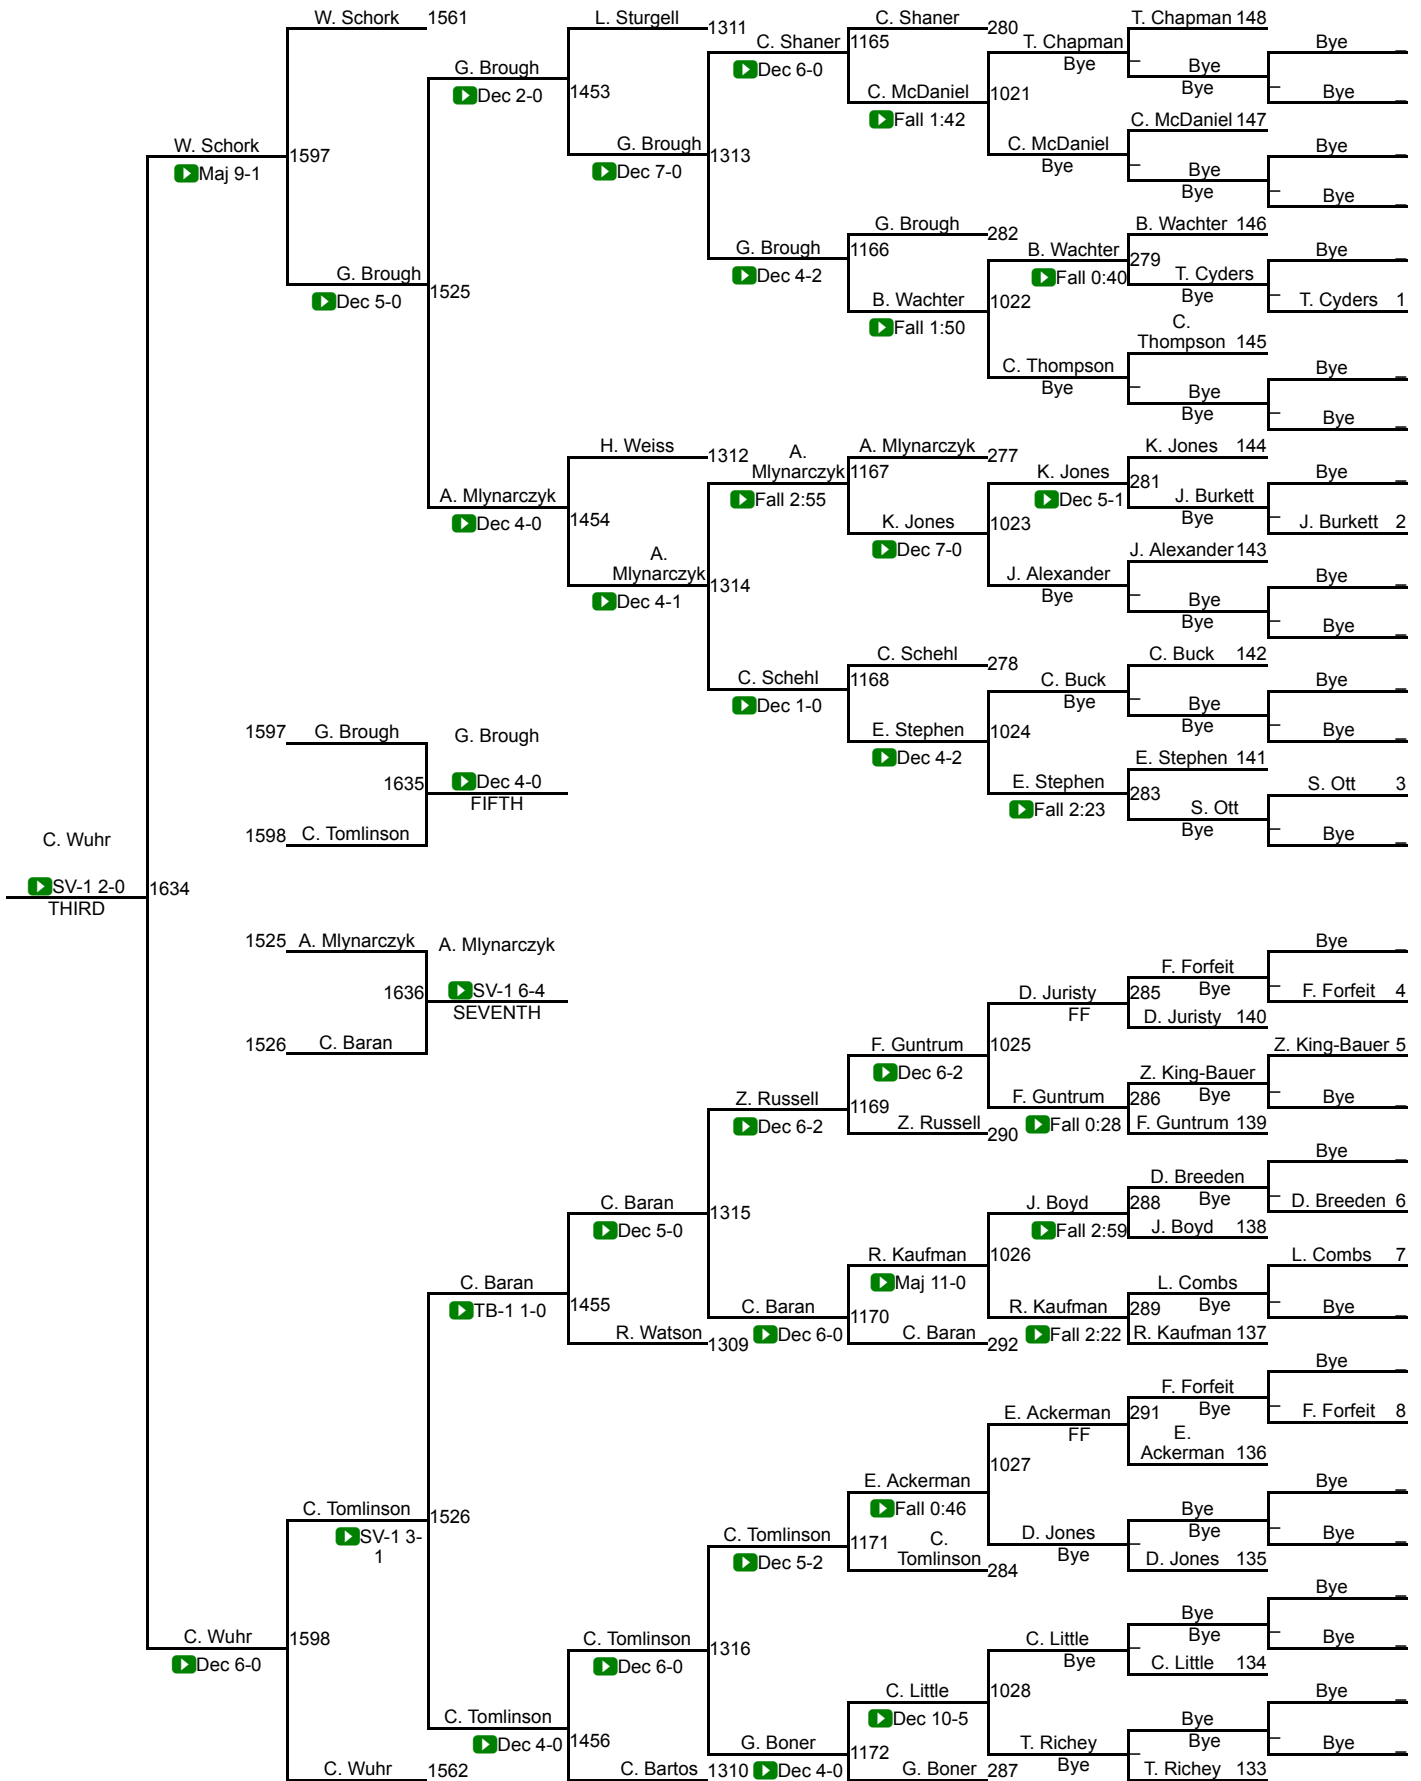 W. Schork 1561
L. Sturgell 1311
C. Shaner 280
T. Chapman 148
Bye _
C. Shaner 1165
T. Chapman
Bye
Dec 6-0
Bye
Bye
G. Brough
Dec 2-0
1453
C. McDaniel 1021
Bye _
Fall 1:42
C. McDaniel 147
W. Schork 1597
Maj 9-1
G. Brough 1313
Dec 7-0
C. McDaniel
Bye
Bye _
Bye
Bye
Bye _
G. Brough 282
B. Wachter 146
G. Brough 1166
Dec 4-2
B. Wachter 279
Fall 0:40
Bye _
T. Cyders
Bye
G. Brough 1525
Dec 5-0
B. Wachter 1022
Fall 1:50
T. Cyders 1
C.
Thompson 145
C. Thompson
Bye
Bye _
Bye
Bye
Bye _
H. Weiss 1312
A.
Mlynarczyk 1167
Fall 2:55
A. Mlynarczyk 277
K. Jones 144
K. Jones 281
Dec 5-1
Bye _
J. Burkett
Bye
A. Mlynarczyk
Dec 4-0
1454
K. Jones 1023
Dec 7-0
J. Burkett 2
J. Alexander 143
A.
Mlynarczyk 1314
Dec 4-1
J. Alexander
Bye
Bye _
Bye
Bye
Bye _
C. Schehl 278
C. Buck 142
C. Schehl 1168
Dec 1-0
C. Buck
Bye
Bye _
Bye
Bye
1597 G. Brough
G. Brough
E. Stephen 1024
Dec 4-2
Bye _
E. Stephen 141
1635
Dec 4-0
FIFTH
E. Stephen 283
Fall 2:23
S. Ott 3
S. Ott
Bye
1598 C. Tomlinson
Bye _
C. Wuhr
SV-1 2-0
THIRD
1634
1525 A. Mlynarczyk
A. Mlynarczyk
Bye _
F. Forfeit
Bye
1636
SV-1 6-4
SEVENTH
D. Juristy 285
FF
F. Forfeit 4
D. Juristy 140
1526 C. Baran
F. Guntrum 1025
Dec 6-2
Z. King-Bauer 5
Z. King-Bauer
Bye
Z. Russell 1169
Dec 6-2
F. Guntrum 286
Fall 0:28
Bye _
Z. Russell 290
F. Guntrum 139
Bye _
D. Breeden
Bye
C. Baran 1315
Dec 5-0
J. Boyd 288
Fall 2:59
D. Breeden 6
J. Boyd 138
R. Kaufman 1026
Maj 11-0
L. Combs 7
L. Combs
Bye
C. Baran
TB-1 1-0
1455
C. Baran 1170
Dec 6-0
R. Kaufman 289
Fall 2:22
Bye _
R. Watson 1309
C. Baran 292
R. Kaufman 137
Bye _
F. Forfeit
Bye
E. Ackerman 291
FF
F. Forfeit 8
E.
Ackerman 136
1027
E. Ackerman
Fall 0:46
Bye _
C. Tomlinson 1526
SV-1 3-
1
Bye
Bye
C. Tomlinson 1171
Dec 5-2
C.
Tomlinson 284
D. Jones
Bye
Bye _
D. Jones 135
Bye _
Bye
Bye
C. Wuhr 1598
Dec 6-0
C. Tomlinson 1316
Dec 6-0
C. Little
Bye
Bye _
C. Little 134
C. Little 1028
Dec 10-5
Bye _
C. Tomlinson
Dec 4-0
1456
Bye
Bye
G. Boner 1172
Dec 4-0
T. Richey
Bye
Bye _
C. Wuhr 1562
C. Bartos 1310
G. Boner 287
T. Richey 133